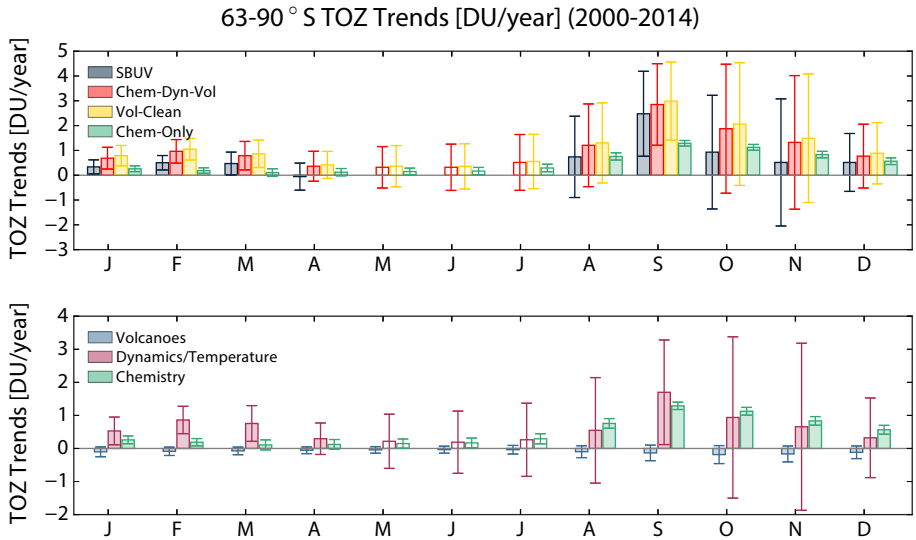 63-90 ° S TOZ Trends [DU/year] (2000-2014)
TOZ Trends [DU/year]
5
4
3
2
1
0
−1
−2
−3
SBUV
Chem-Dyn-Vol
Vol-Clean
Chem-Only
J F M A M J J A S O N D
TOZ Trends [DU/year]
4
3
2
1
0
−1
−2
Volcanoes
Dynamics/Temperature
Chemistry
J F M A M J J A S O N D